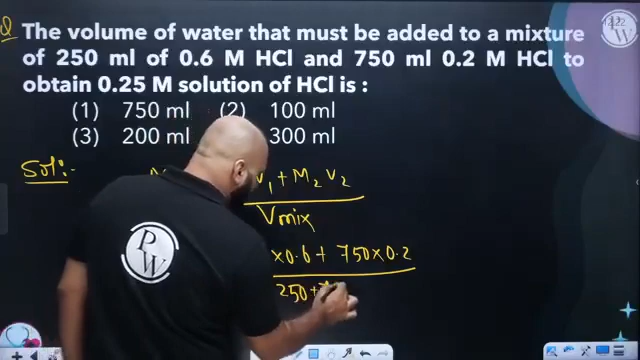 Q The volume of water that must be added to a mixture
of 250 ml of 0.6 M HCl and 750 ml 0.2 M HCl to
obtain 0.25 M solution of HCl is :
(1) 750 ml (2) 100 ml
(3) 200 ml 300 ml
Sol:-
V₁ + M₂ V₂
Vmix
×0.6 + 750×0.2
250+
PW
12:22